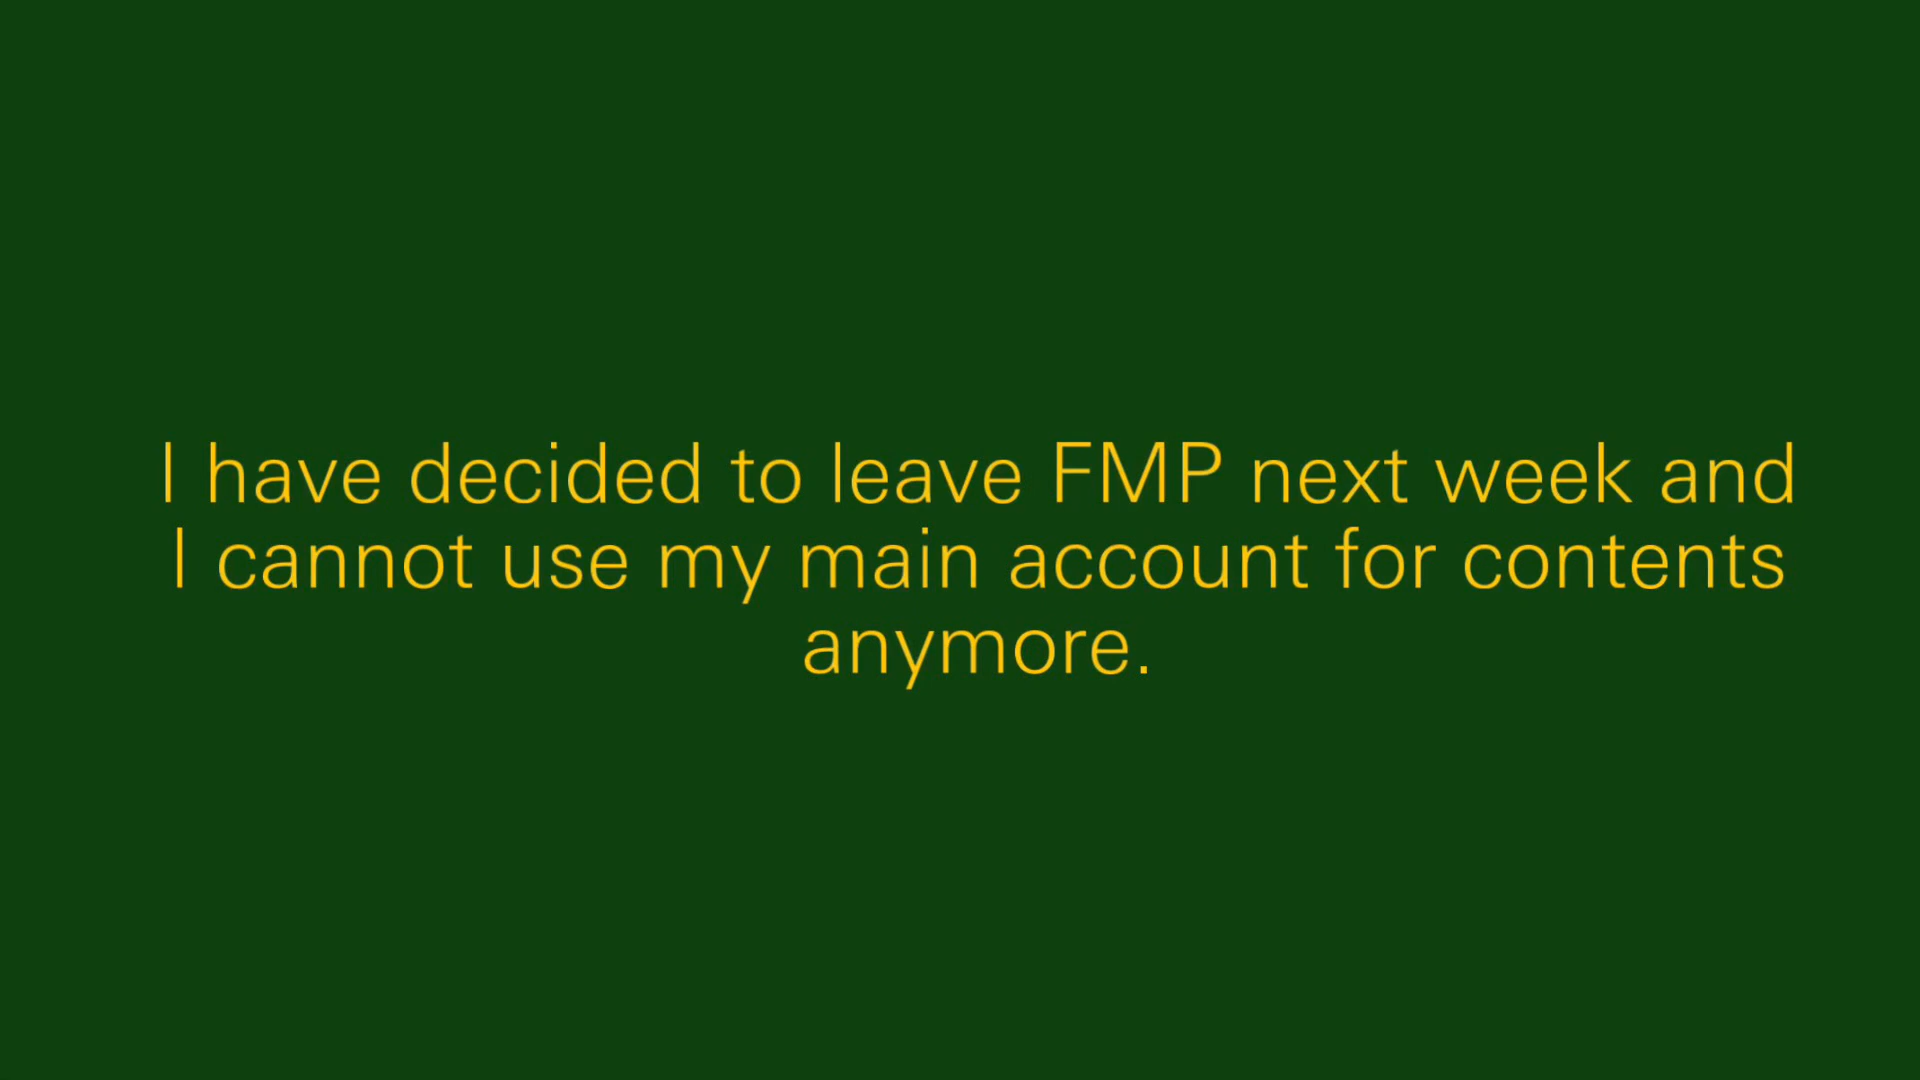 I have decided to leave FMP next week and
I cannot use my main account for contents
anymore.